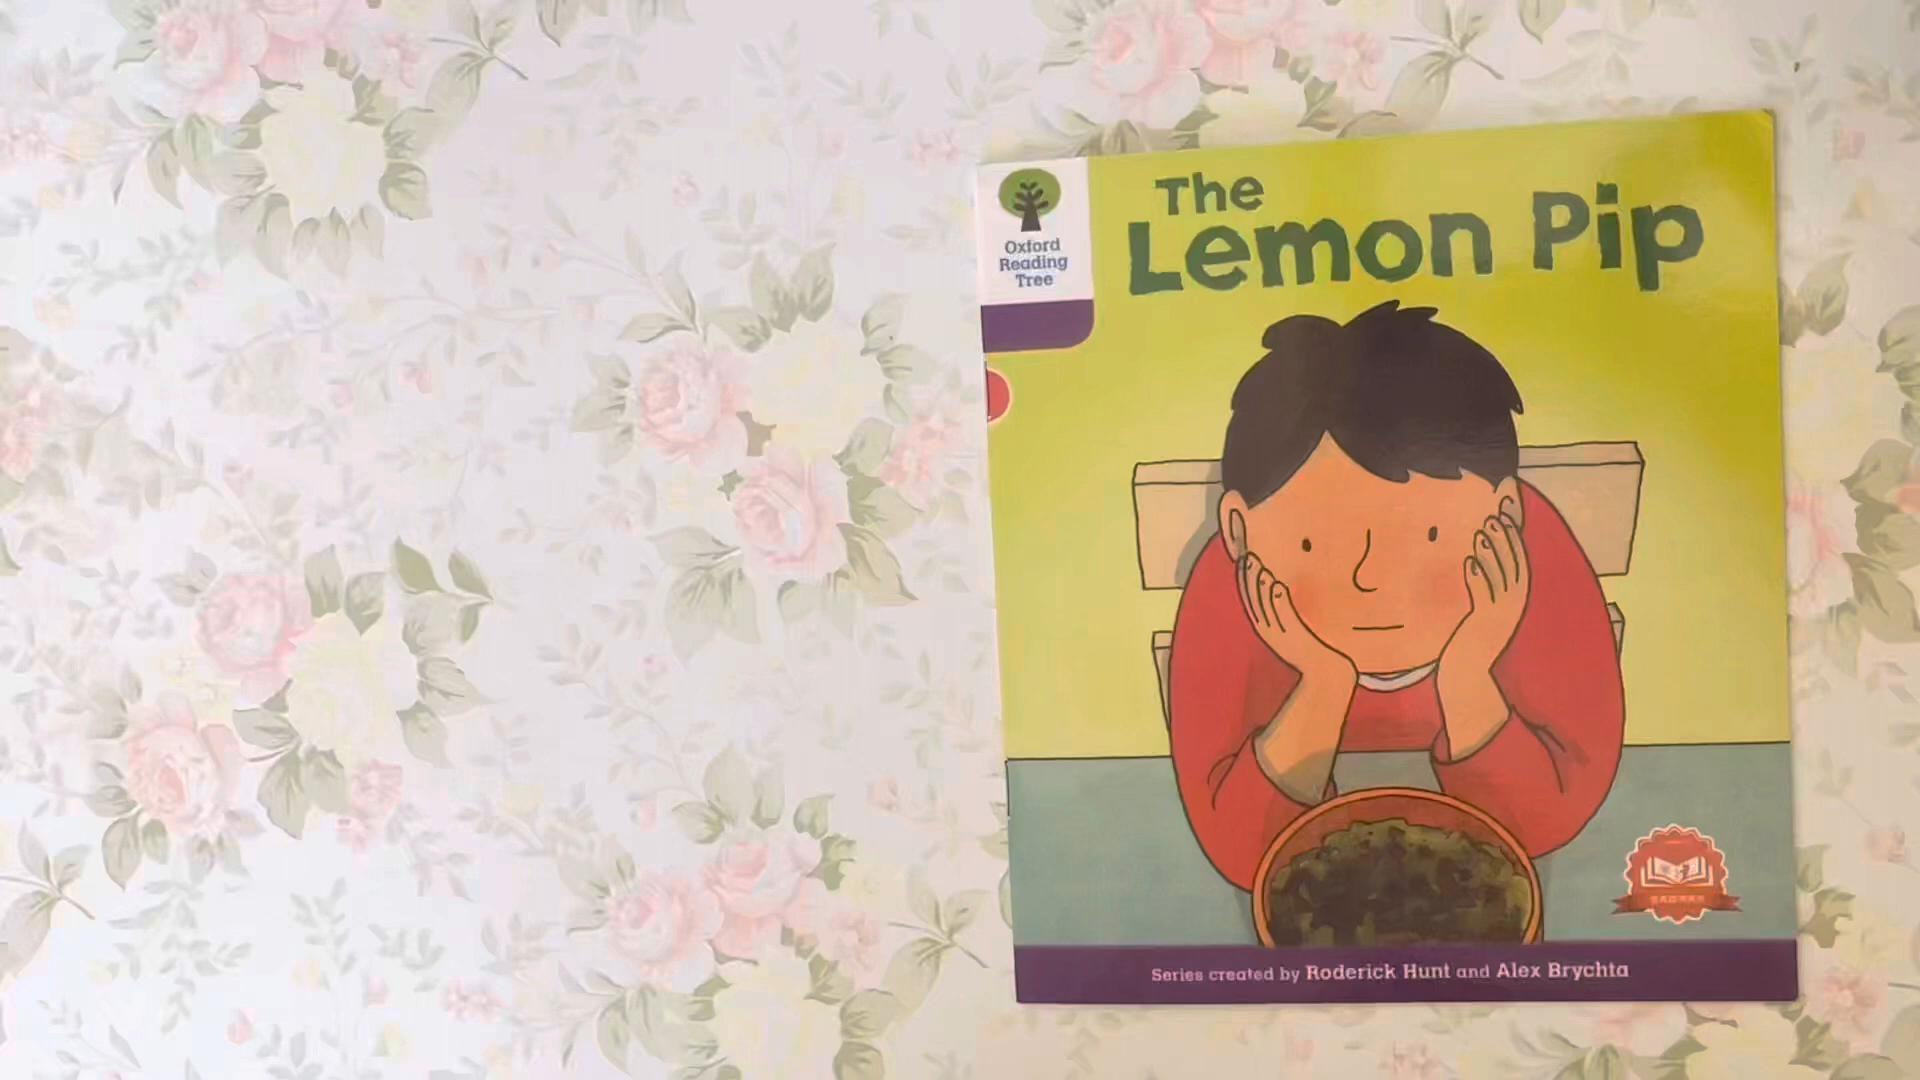 Oxford
Reading
Tree
The
Lemon Pip
Series created by Roderick Hunt and Alex Brychta